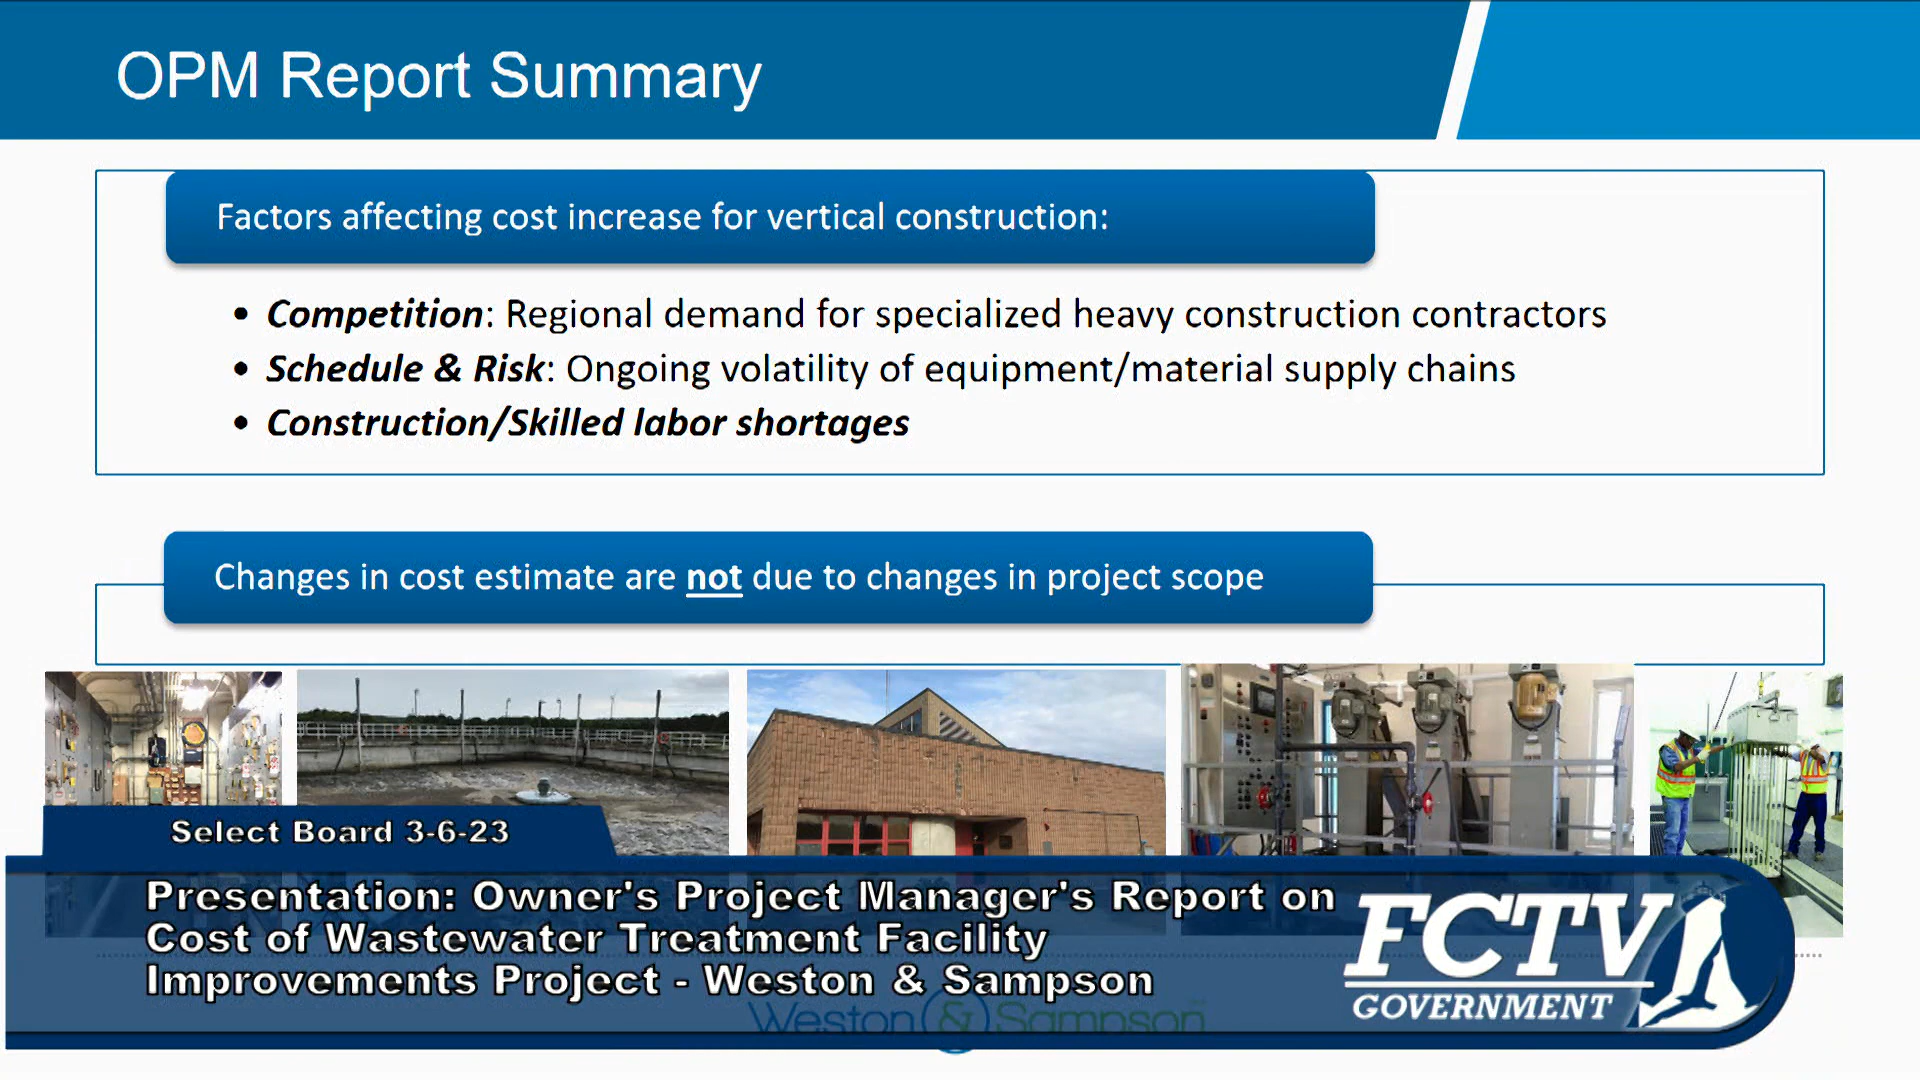 OPM Report Summary
Factors affecting cost increase for vertical construction:
• Competition: Regional demand for specialized heavy construction contractors
• Schedule & Risk: Ongoing volatility of equipment/material supply chains
• Construction/Skilled labor shortages
Changes in cost estimate are not due to changes in project scope
Select Board 3-6-23
Presentation: Owner's Project Manager's Report on
Cost of Wastewater Treatment Facility
Improvements Project - Weston & Sampson
FCTV
GOVERNMENT
Weston & Sampson